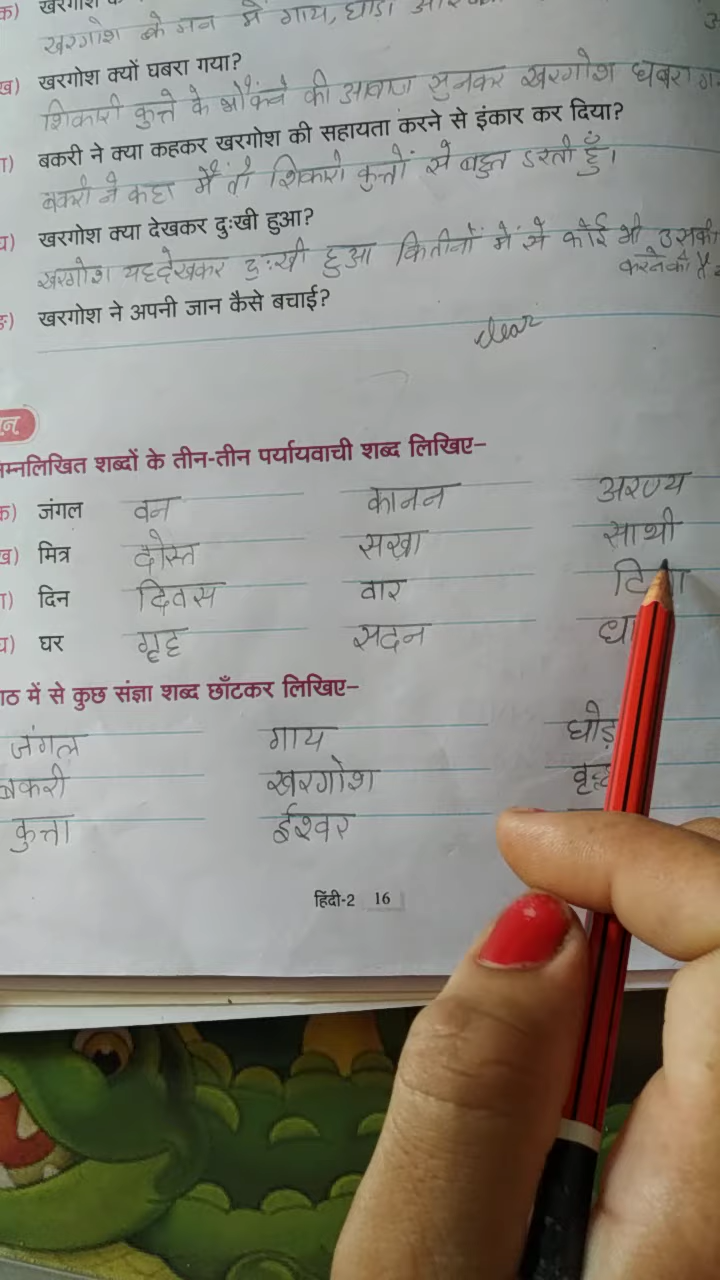 क) खरगोश
खरगोश के मन में गाय, घोड़ा
ख) खरगोश क्यों घबरा गया?
शिकारी कुत्ते के भौंकने की आवाज सुनकर खरगोश घबरा
बकरी ने क्या कहकर खरगोश की सहायता करने से इंकार कर दिया?
बकरी ने कहा मैं तो शिकारी कुत्तों से बहुत डरती हूँ।
खरगोश क्या देखकर दुःखी हुआ?
खरगोश यह देखकर दुःखी हुआ कि तीनों में से कोई भी उसकी
करने को
खरगोश ने अपनी जान कैसे बचाई?
clear
म्नलिखित शब्दों के तीन-तीन पर्यायवाची शब्द लिखिए–
क) जंगल वन कानन अरण्य
ख) मित्र दोस्त सखा साथी
दिन दिवस वार
घर गृह सदन
ाठ में से कुछ संज्ञा शब्द छाँटकर लिखिए–
जंगल गाय घोड़
बकरी खरगोश
कुत्ता ईश्वर
हिंदी-2 16